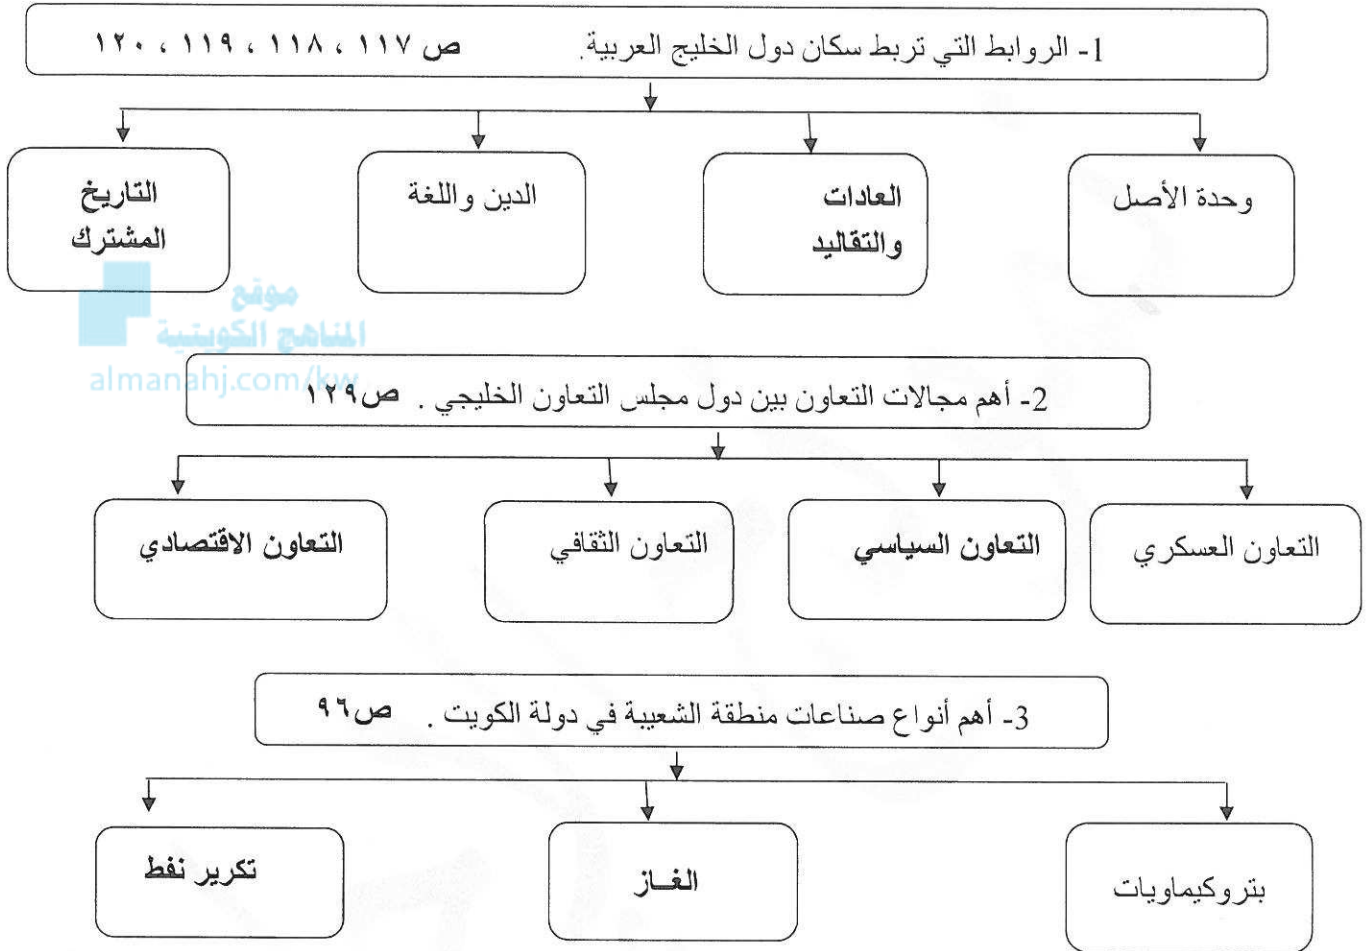 1- الروابط التي تربط سكان دول الخليج العربية. ص ١١٧ ، ١١٨ ، ١١٩ ، ١٢٠
وحدة الأصل
العادات
والتقاليد
الدين واللغة
التاريخ
المشترك
موقع
المناهج الكويتية
almanahj.com/kw
2- أهم مجالات التعاون بين دول مجلس التعاون الخليجي . ص١٢٩
التعاون العسكري
التعاون السياسي
التعاون الثقافي
التعاون الاقتصادي
3- أهم أنواع صناعات منطقة الشعيبة في دولة الكويت . ص٩٦
بتروكيماويات
الغــاز
تكرير نفط